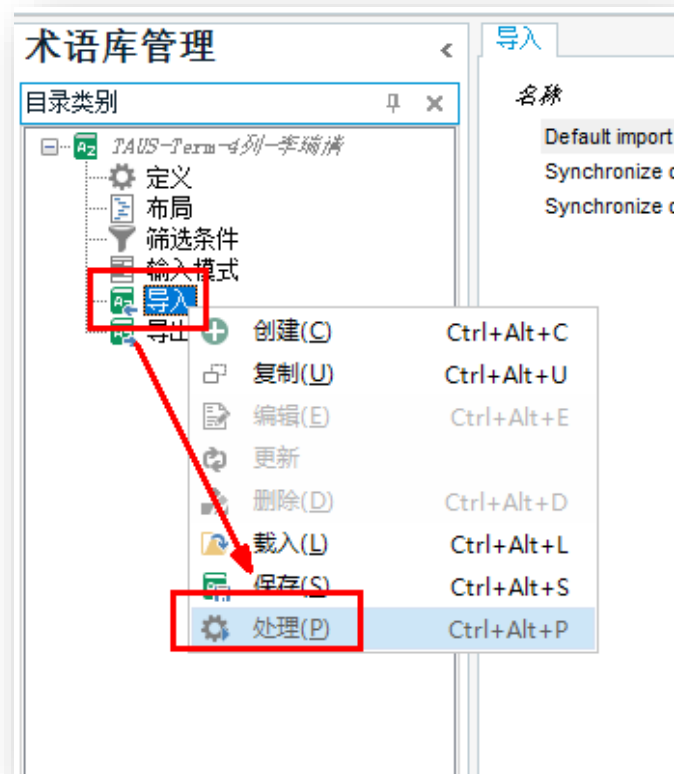 术语库管理
导入
目录类别
名称
TAUS-Term-4列-李瑞清
定义
布局
筛选条件
输入模式
导入
导出
Default import
Synchronize
Synchronize
创建(C) Ctrl+Alt+C
复制(U) Ctrl+Alt+U
编辑(E) Ctrl+Alt+E
更新
删除(D) Ctrl+Alt+D
载入(L) Ctrl+Alt+L
保存(S) Ctrl+Alt+S
处理(P) Ctrl+Alt+P